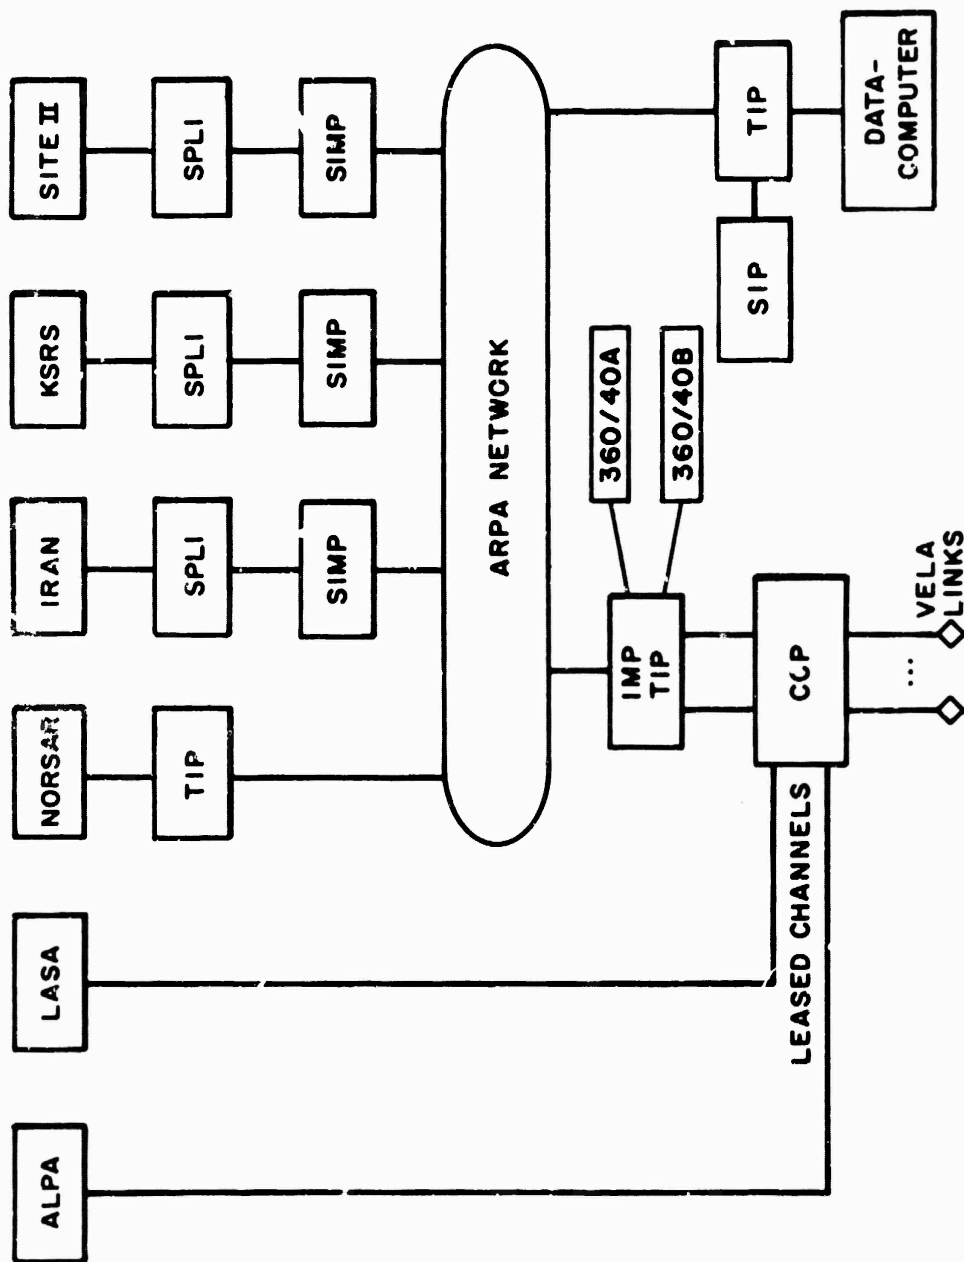 ALPA
LASA
NORSAR
IRAN
KSRS
SITE II
TIP
SPLI
SPLI
SPLI
SIMP
SIMP
SIMP
ARPA NETWORK
IMP
TIP
360/40A
360/40B
SIP
TIP
DATA-
COMPUTER
LEASED CHANNELS
CCP
...
VELA
LINKS